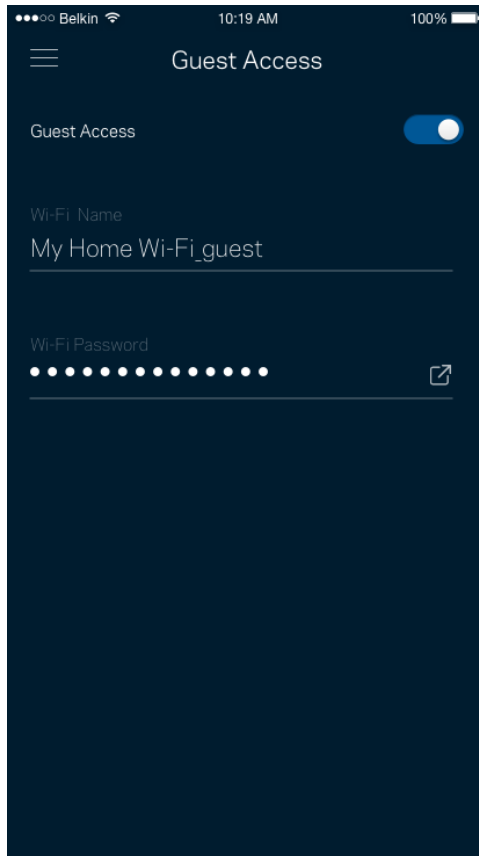 Belkin 10:19 AM 100%
Guest Access
Guest Access
Wi-Fi Name
My Home Wi-Fi_guest
Wi-Fi Password